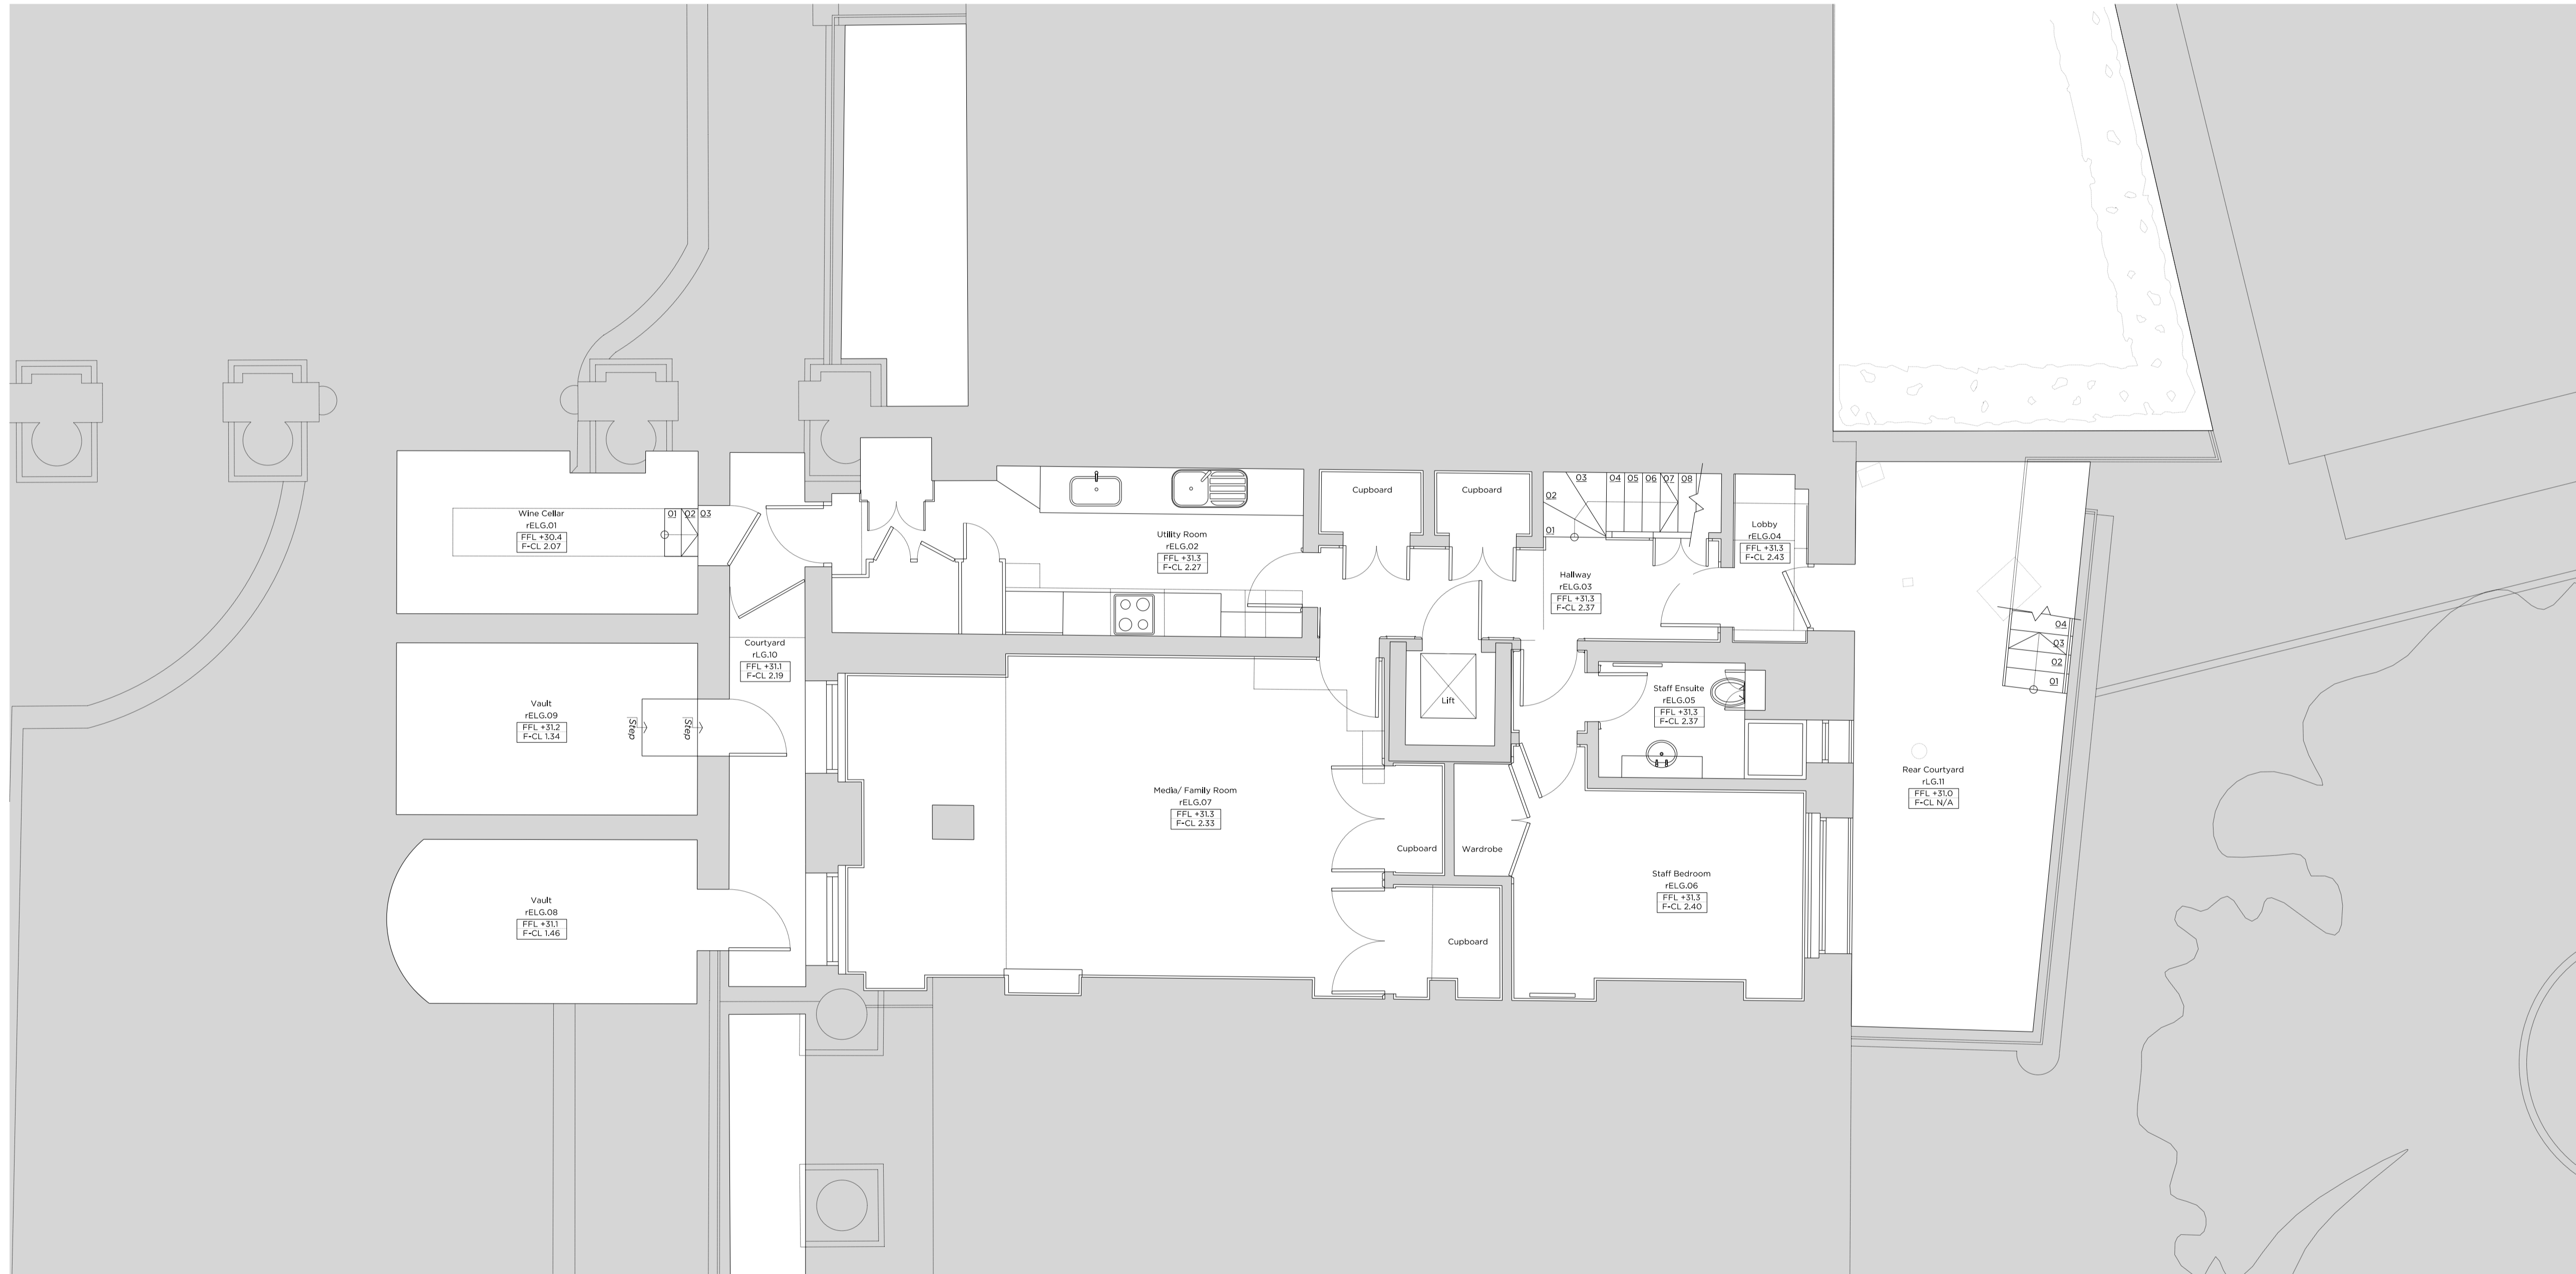 Cupboard
Cupboard
03
04 05 06 07 08
02
01
Wine Cellar
rELG.01
FFL +30.4
F-CL 2.07
01 02 03
Utility Room
rELG.02
FFL +31.3
F-CL 2.27
Lobby
rELG.04
FFL +31.3
F-CL 2.43
Hallway
rELG.03
FFL +31.3
F-CL 2.37
Courtyard
rLG.10
FFL +31.1
F-CL 2.19
04
03
02
01
Vault
rELG.09
FFL +31.2
F-CL 1.34
Step
Step
Lift
Staff Ensuite
rELG.05
FFL +31.3
F-CL 2.37
Rear Courtyard
rLG.11
FFL +31.0
F-CL N/A
Media/ Family Room
rELG.07
FFL +31.3
F-CL 2.33
Cupboard
Wardrobe
Staff Bedroom
rELG.06
FFL +31.3
F-CL 2.40
Vault
rELG.08
FFL +31.1
F-CL 1.46
Cupboard